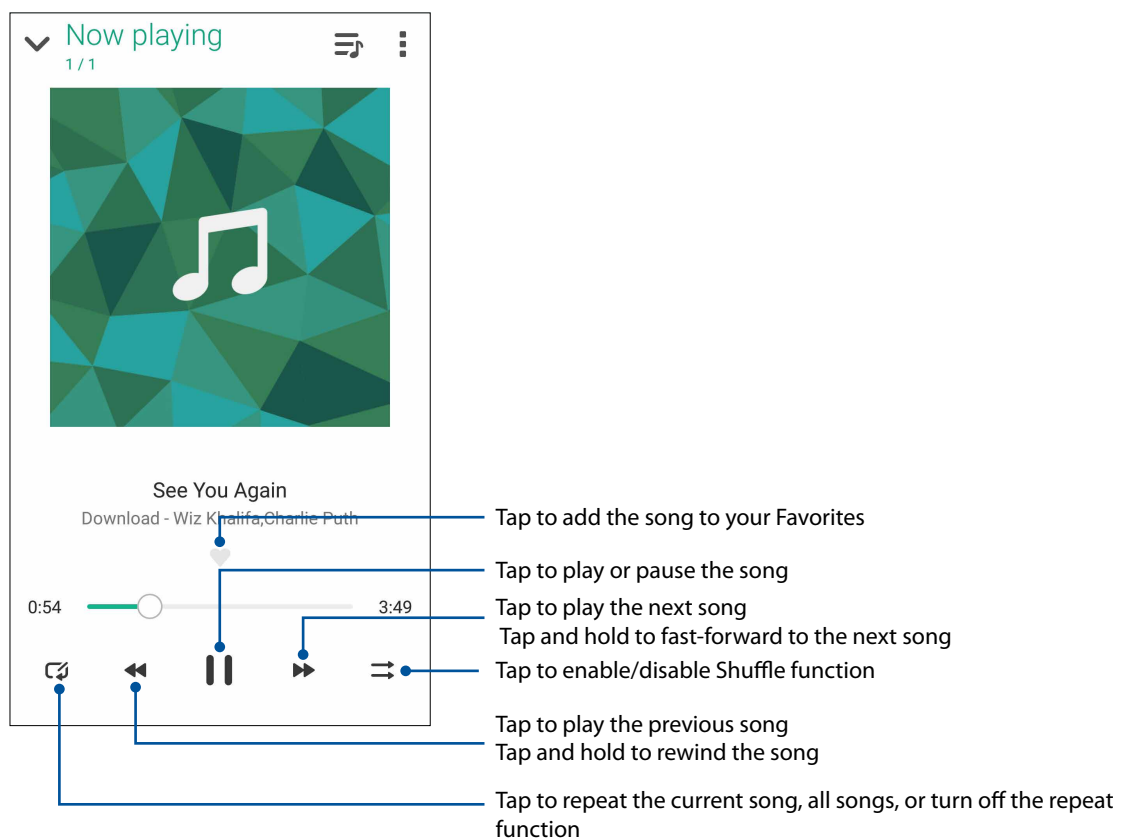 Now playing
1 / 1
See You Again
Download - Wiz Khalifa,Charlie Puth
0:54
3:49
Tap to add the song to your Favorites
Tap to play or pause the song
Tap to play the next song
Tap and hold to fast-forward to the next song
Tap to enable/disable Shuffle function
Tap to play the previous song
Tap and hold to rewind the song
Tap to repeat the current song, all songs, or turn off the repeat
function